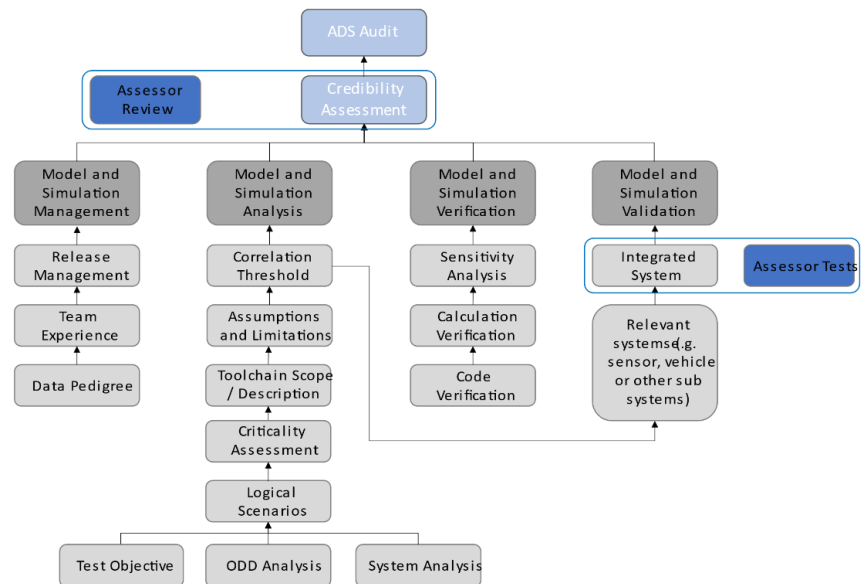 ADS Audit
Assessor
Review
Credibility
Assessment
Model and
Simulation
Management
Model and
Simulation
Analysis
Model and
Simulation
Verification
Model and
Simulation
Validation
Release
Management
Correlation
Threshold
Sensitivity
Analysis
Integrated
System
Assessor Tests
Team
Experience
Assumptions
and Limitations
Calculation
Verification
Relevant
systemse(.g.
sensor, vehicle
or other sub
systems)
Data Pedigree
Toolchain Scope
/ Description
Code
Verification
Criticality
Assessment
Logical
Scenarios
Test Objective
ODD Analysis
System Analysis